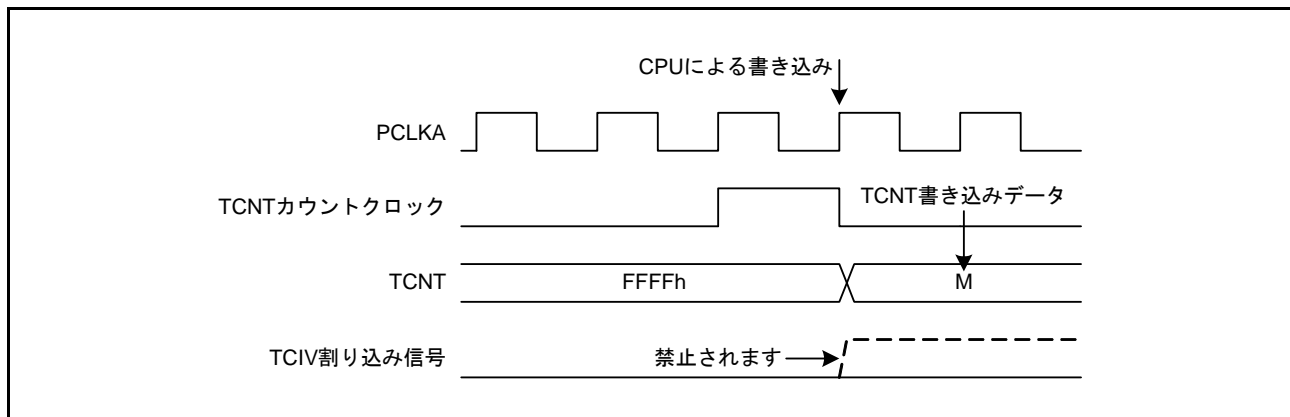 CPUによる書き込み
PCLKA
TCNTカウントクロック
TCNT書き込みデータ
TCNT
FFFFh
M
TCIV割り込み信号
禁止されます